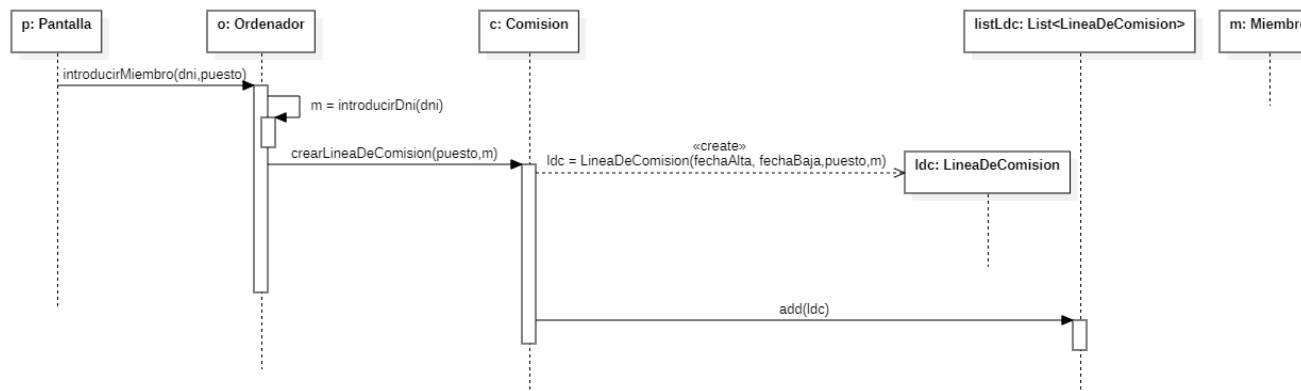 p: Pantalla
o: Ordenador
c: Comision
listLdc: List<LineaDeComision>
m: Miembro
introducirMiembro(dni,puesto)
m = introducirDni(dni)
crearLineaDeComision(puesto,m)
«create»
ldc = LineaDeComision(fechaAlta, fechaBaja,puesto,m)
ldc: LineaDeComision
add(ldc)